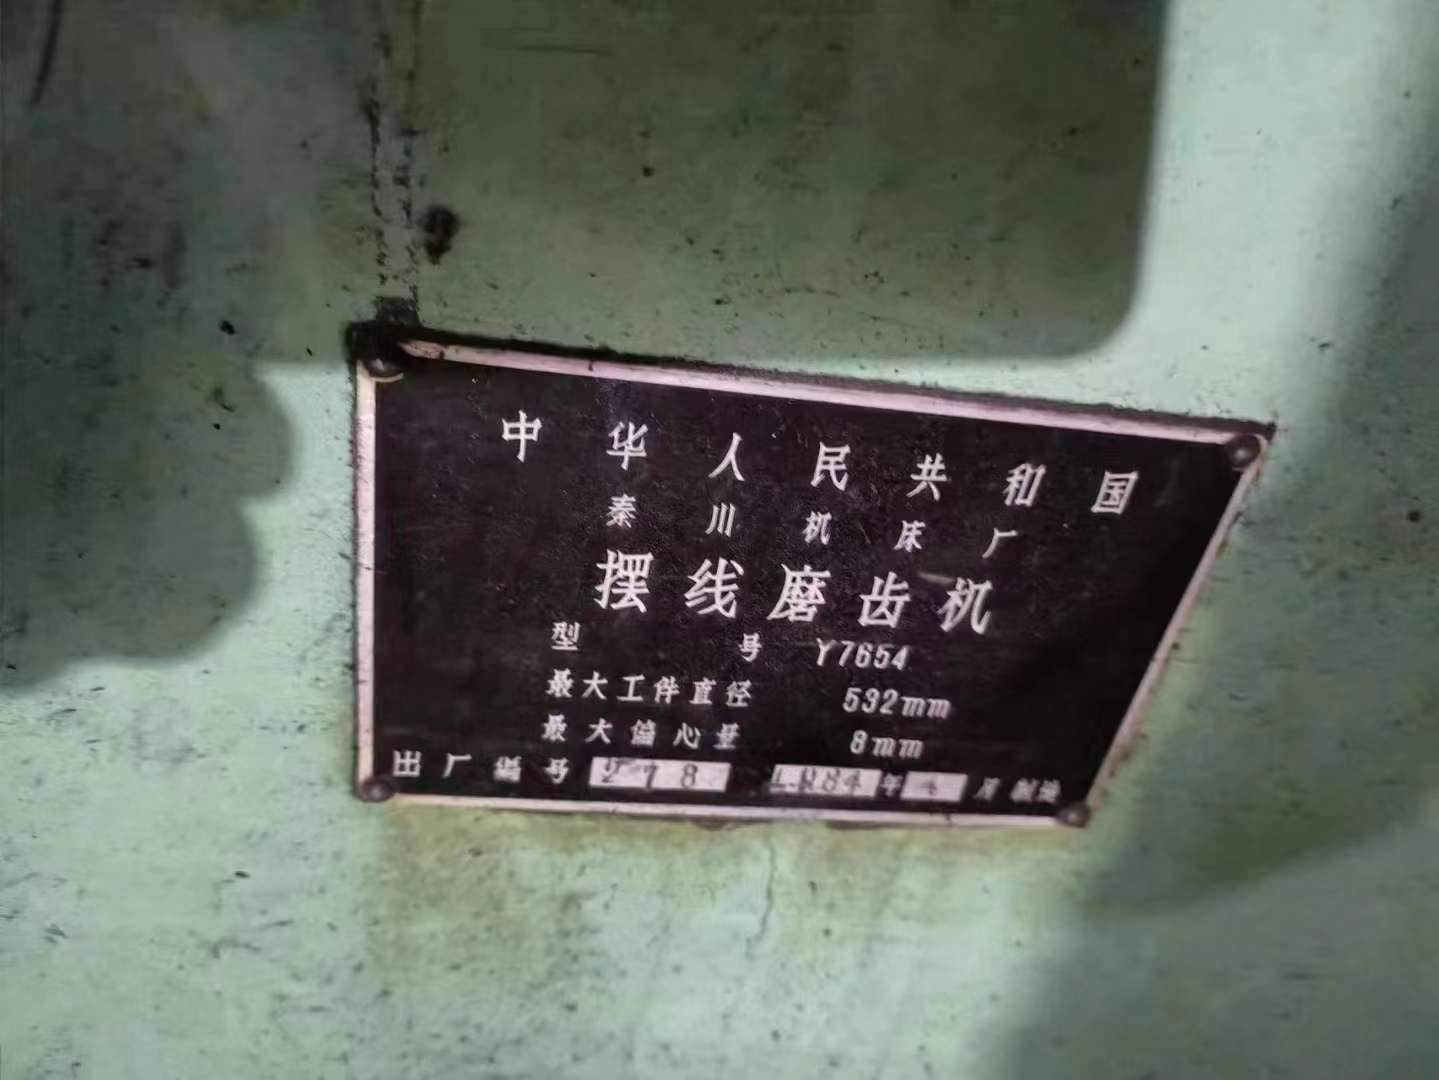 中华人民共和国
秦川机床厂
摆线磨齿机
型号 Y7654
最大工件直径 532mm
最大偏心量 8mm
出厂编号 278 1984年4月制造